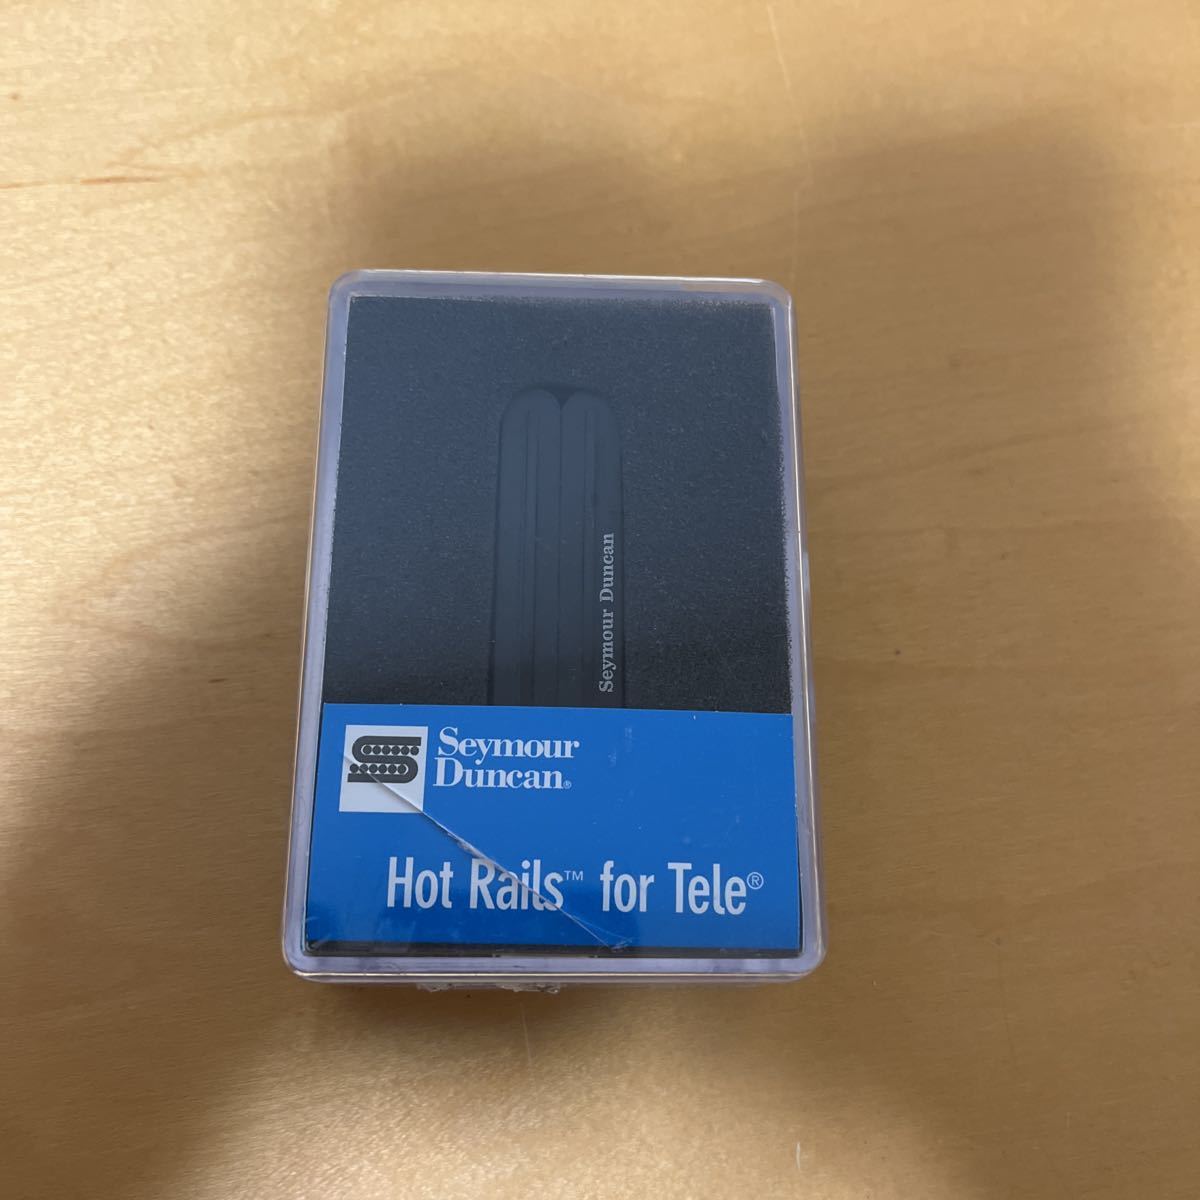 Seymour Duncan
Seymour
Duncan®
Hot Rails™ for Tele®